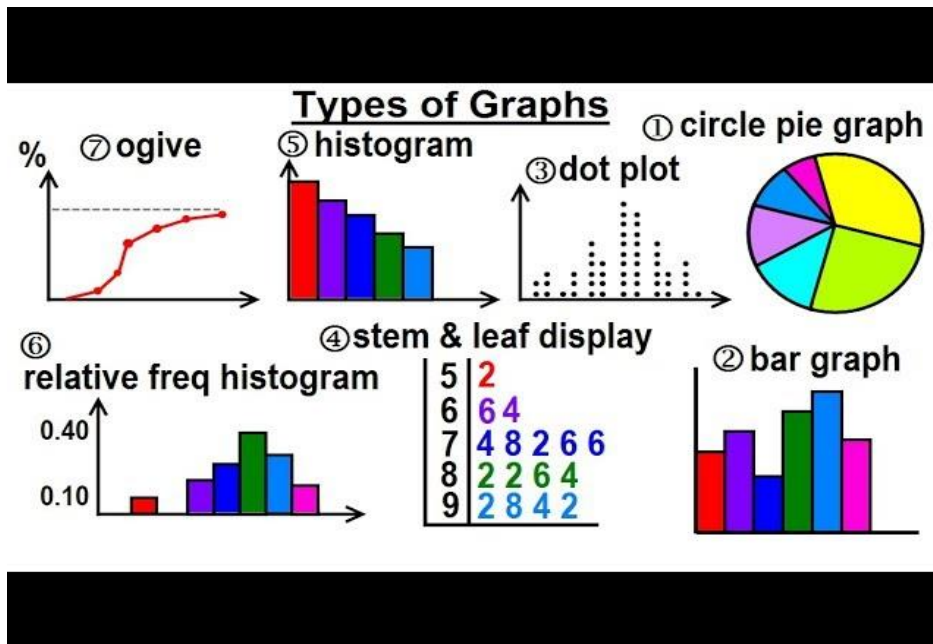 Types of Graphs
① circle pie graph
⑦ ogive
%
⑤ histogram
③ dot plot
⑥
relative freq histogram
0.40
0.10
④ stem & leaf display
5 2
6 6 4
7 4 8 2 6 6
8 2 2 6 4
9 2 8 4 2
② bar graph